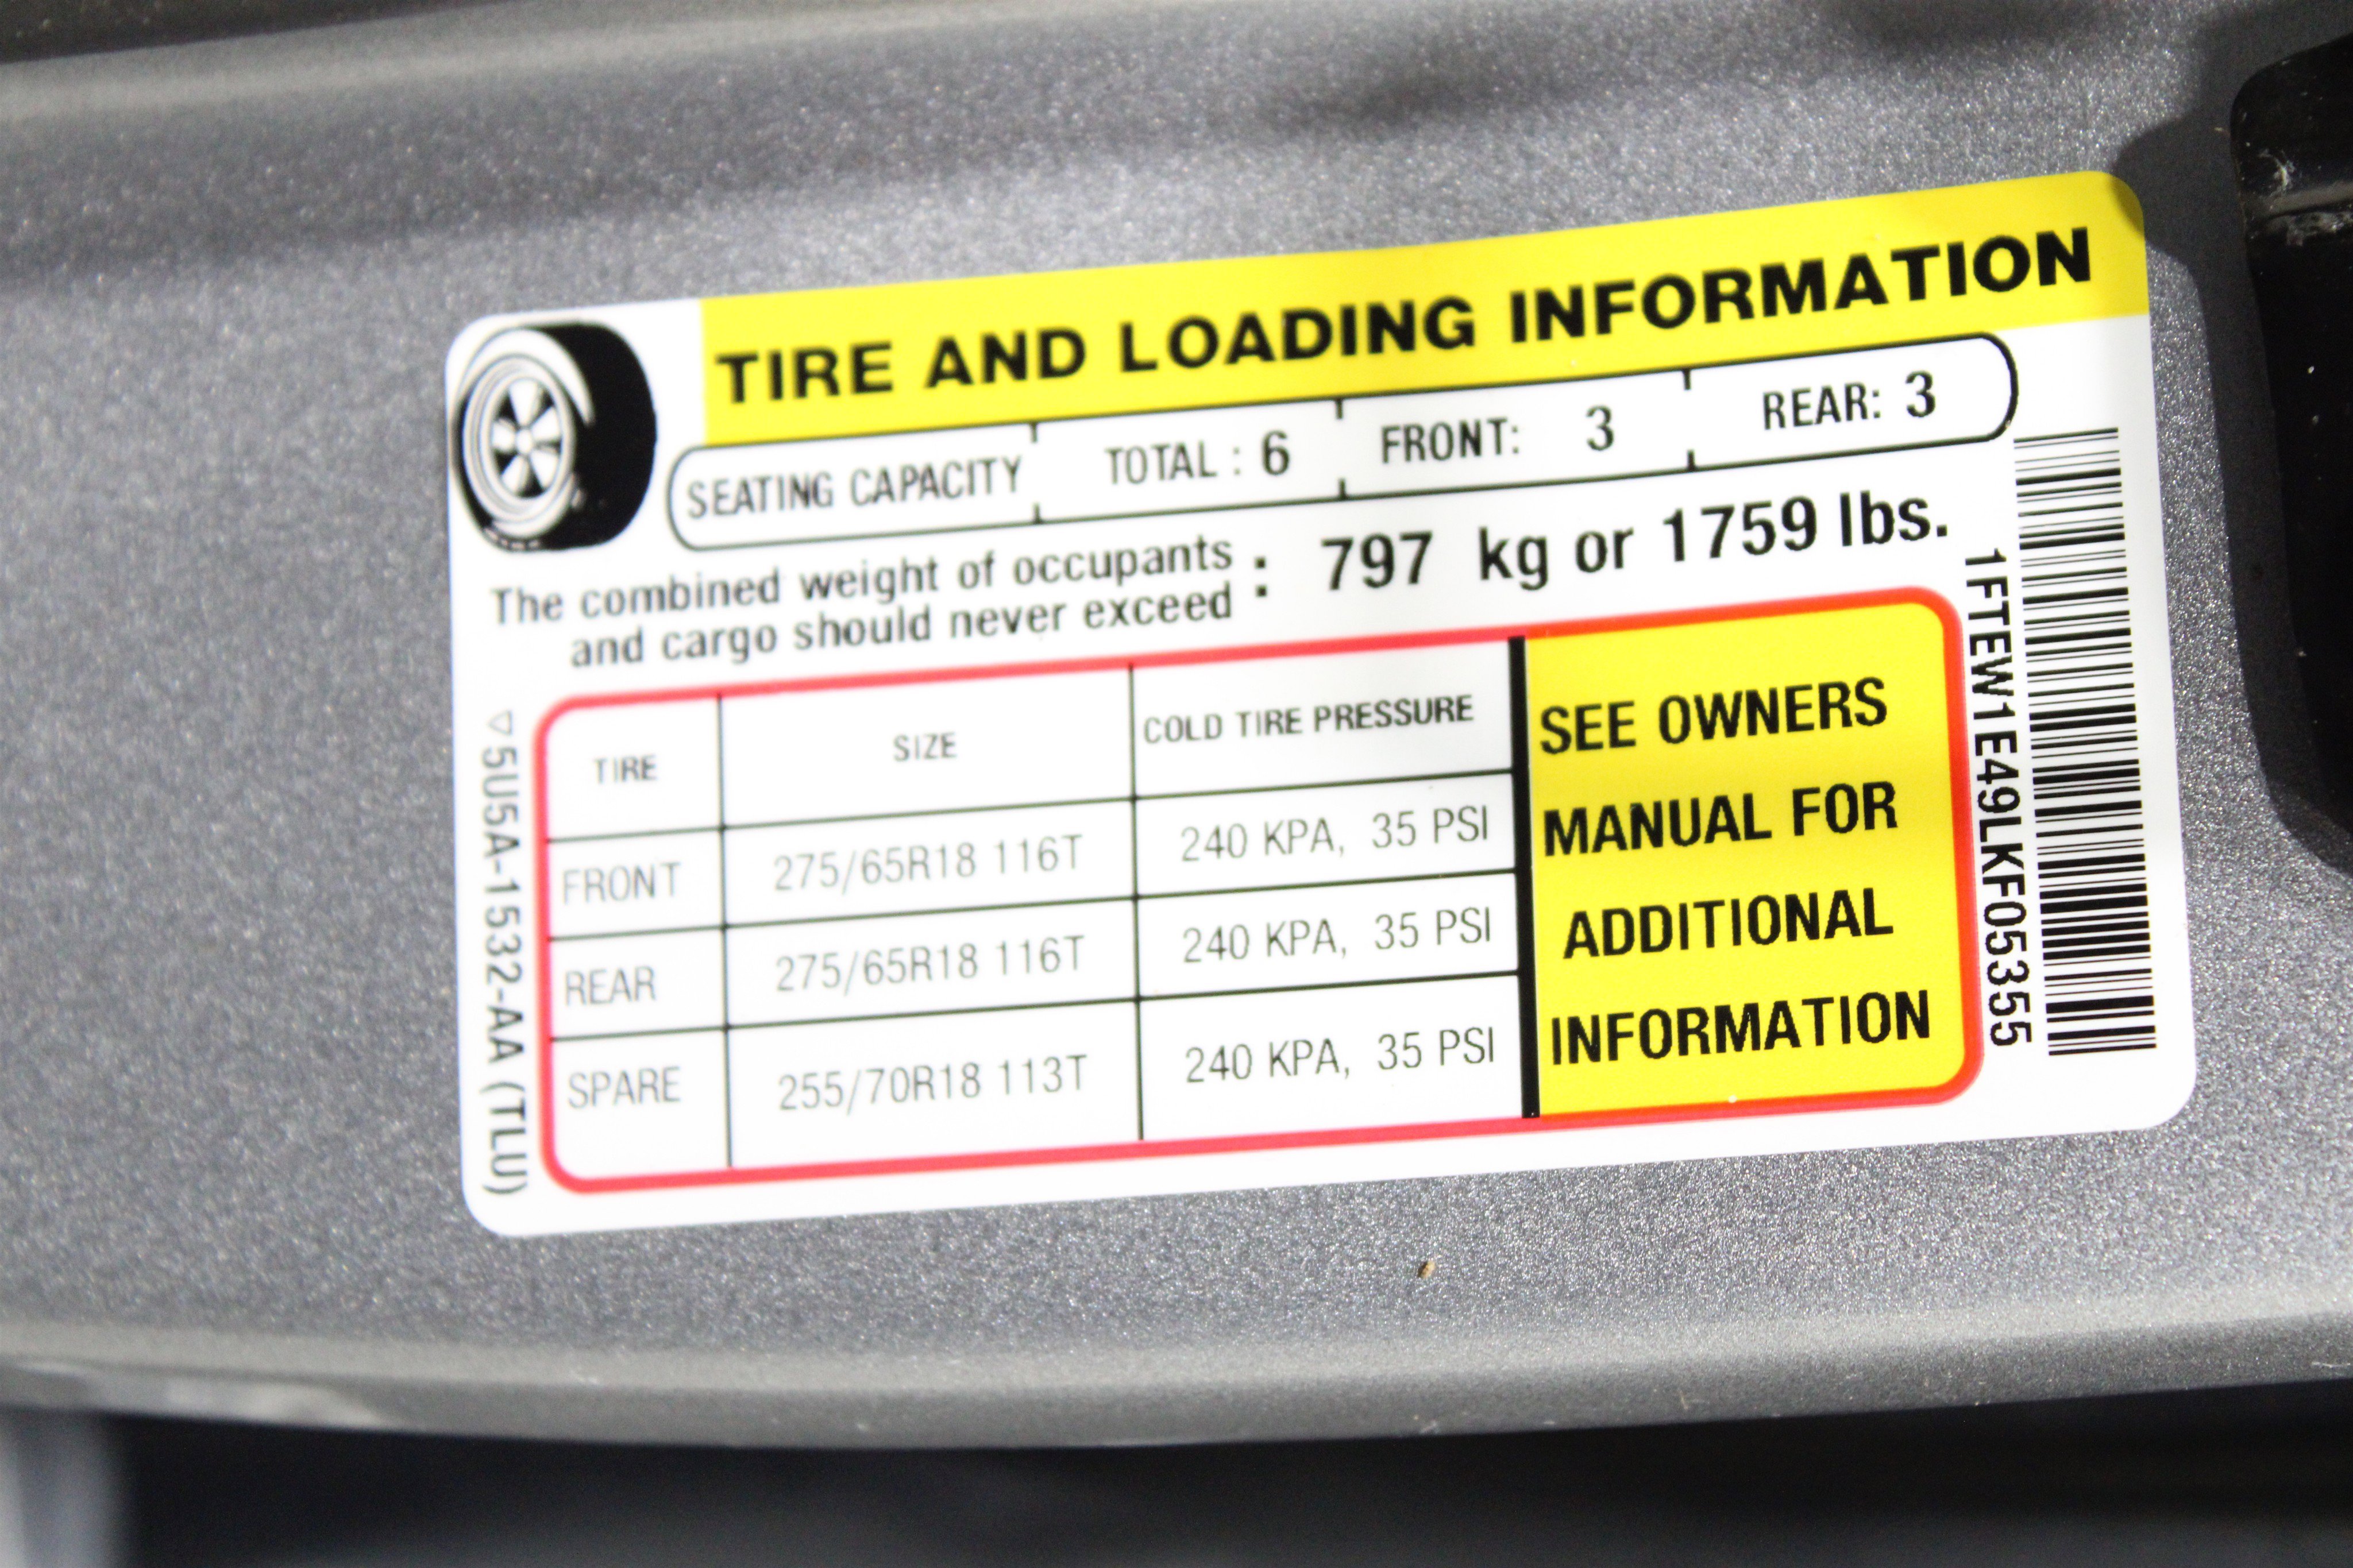 TIRE AND LOADING INFORMATION
SEATING CAPACITY TOTAL : 6 FRONT: 3 REAR: 3
The combined weight of occupants
and cargo should never exceed : 797 kg or 1759 lbs.
TIRE SIZE COLD TIRE PRESSURE
FRONT 275/65R18 116T 240 KPA, 35 PSI
REAR 275/65R18 116T 240 KPA, 35 PSI
SPARE 255/70R18 113T 240 KPA, 35 PSI
SEE OWNERS
MANUAL FOR
ADDITIONAL
INFORMATION
5U5A-1532-AA (TLU)
1FTEW1E49LKF05355